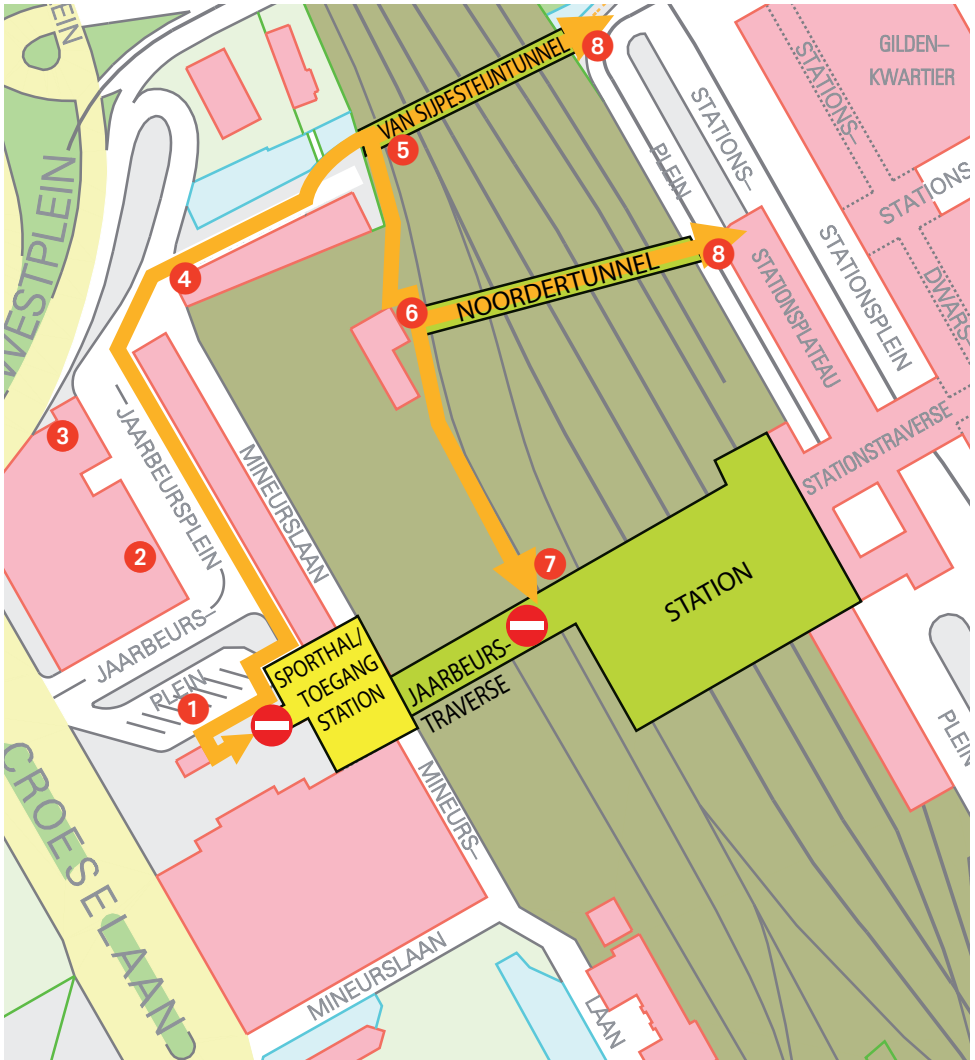 PLEIN
8
GILDEN–
KWARTIER
STATIONS–
VAN SIJPESTEIJNTUNNEL
5
STATIONS–
PLEIN
STATIONS
WESTPLEIN
4
8
STATIONSPLEIN
DWARS–
NOORDERTUNNEL
6
STATIONSPLATEAU
3
JAARBEURSPLEIN
MINEURSLAAN
STATIONSTRAVERSE
2
7
STATION
JAARBEURS–
PLEIN
1
SPORTHAL/
TOEGANG
STATION
JAARBEURS–
TRAVERSE
PLEIN
MINEURS–
LAAN
CROESELAAN
MINEURSLAAN